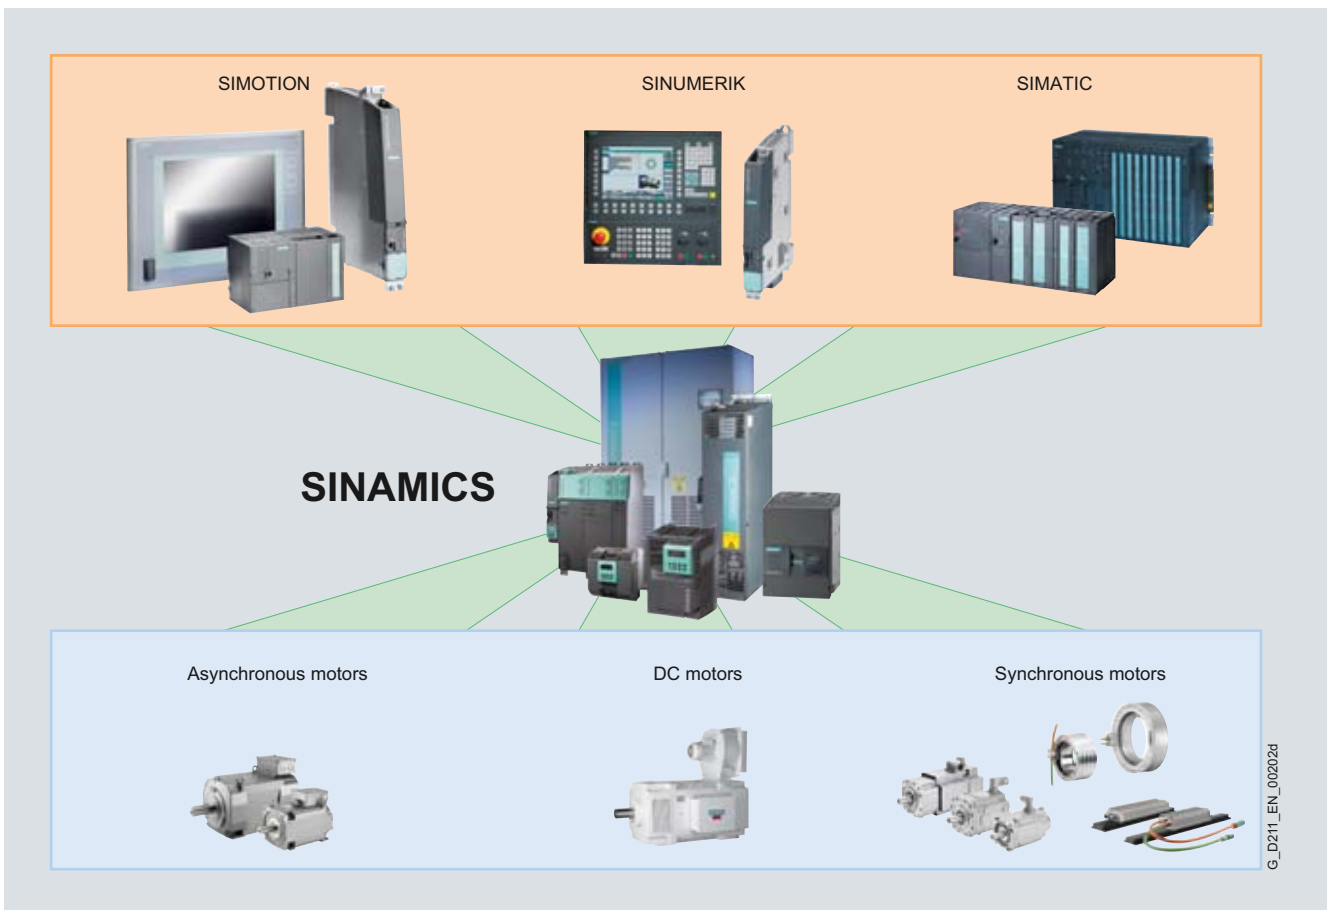 SIMOTION
SINUMERIK
SIMATIC
SINAMICS
Asynchronous motors
DC motors
Synchronous motors
G_D211_EN_00202d